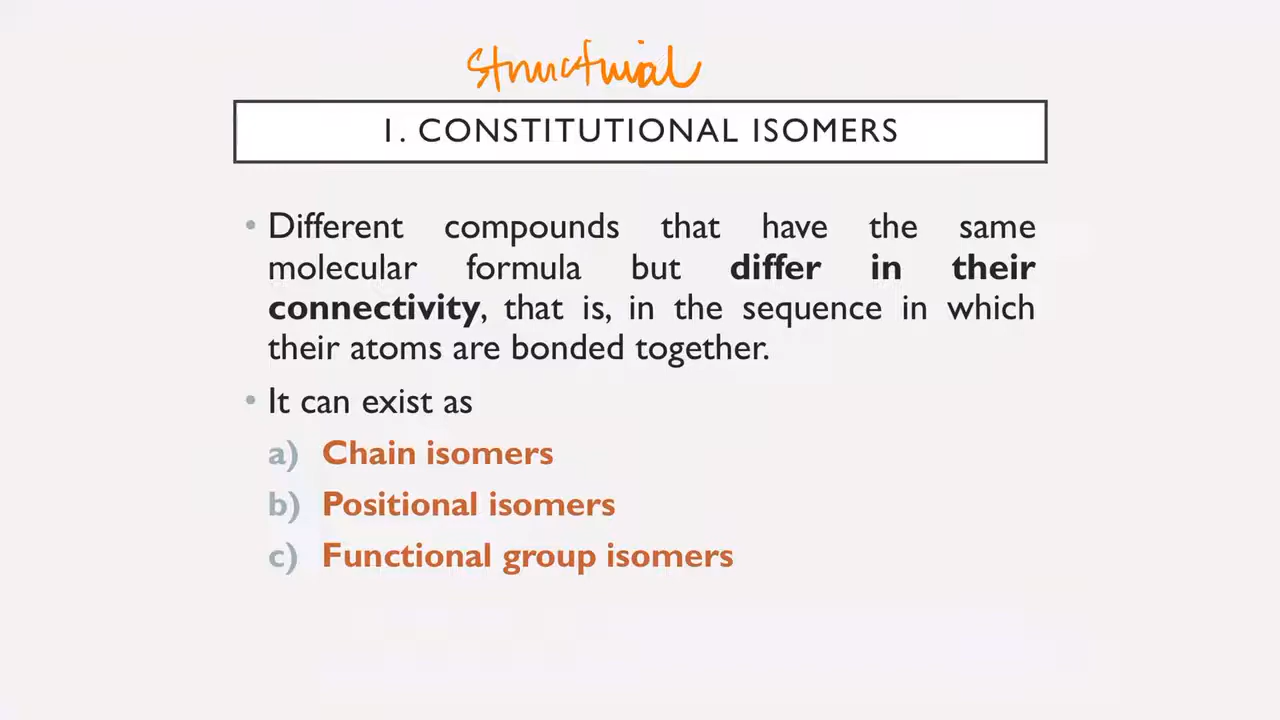 structural
1. CONSTITUTIONAL ISOMERS
• Different compounds that have the same
molecular formula but differ in their
connectivity, that is, in the sequence in which
their atoms are bonded together.
• It can exist as
a) Chain isomers
b) Positional isomers
c) Functional group isomers